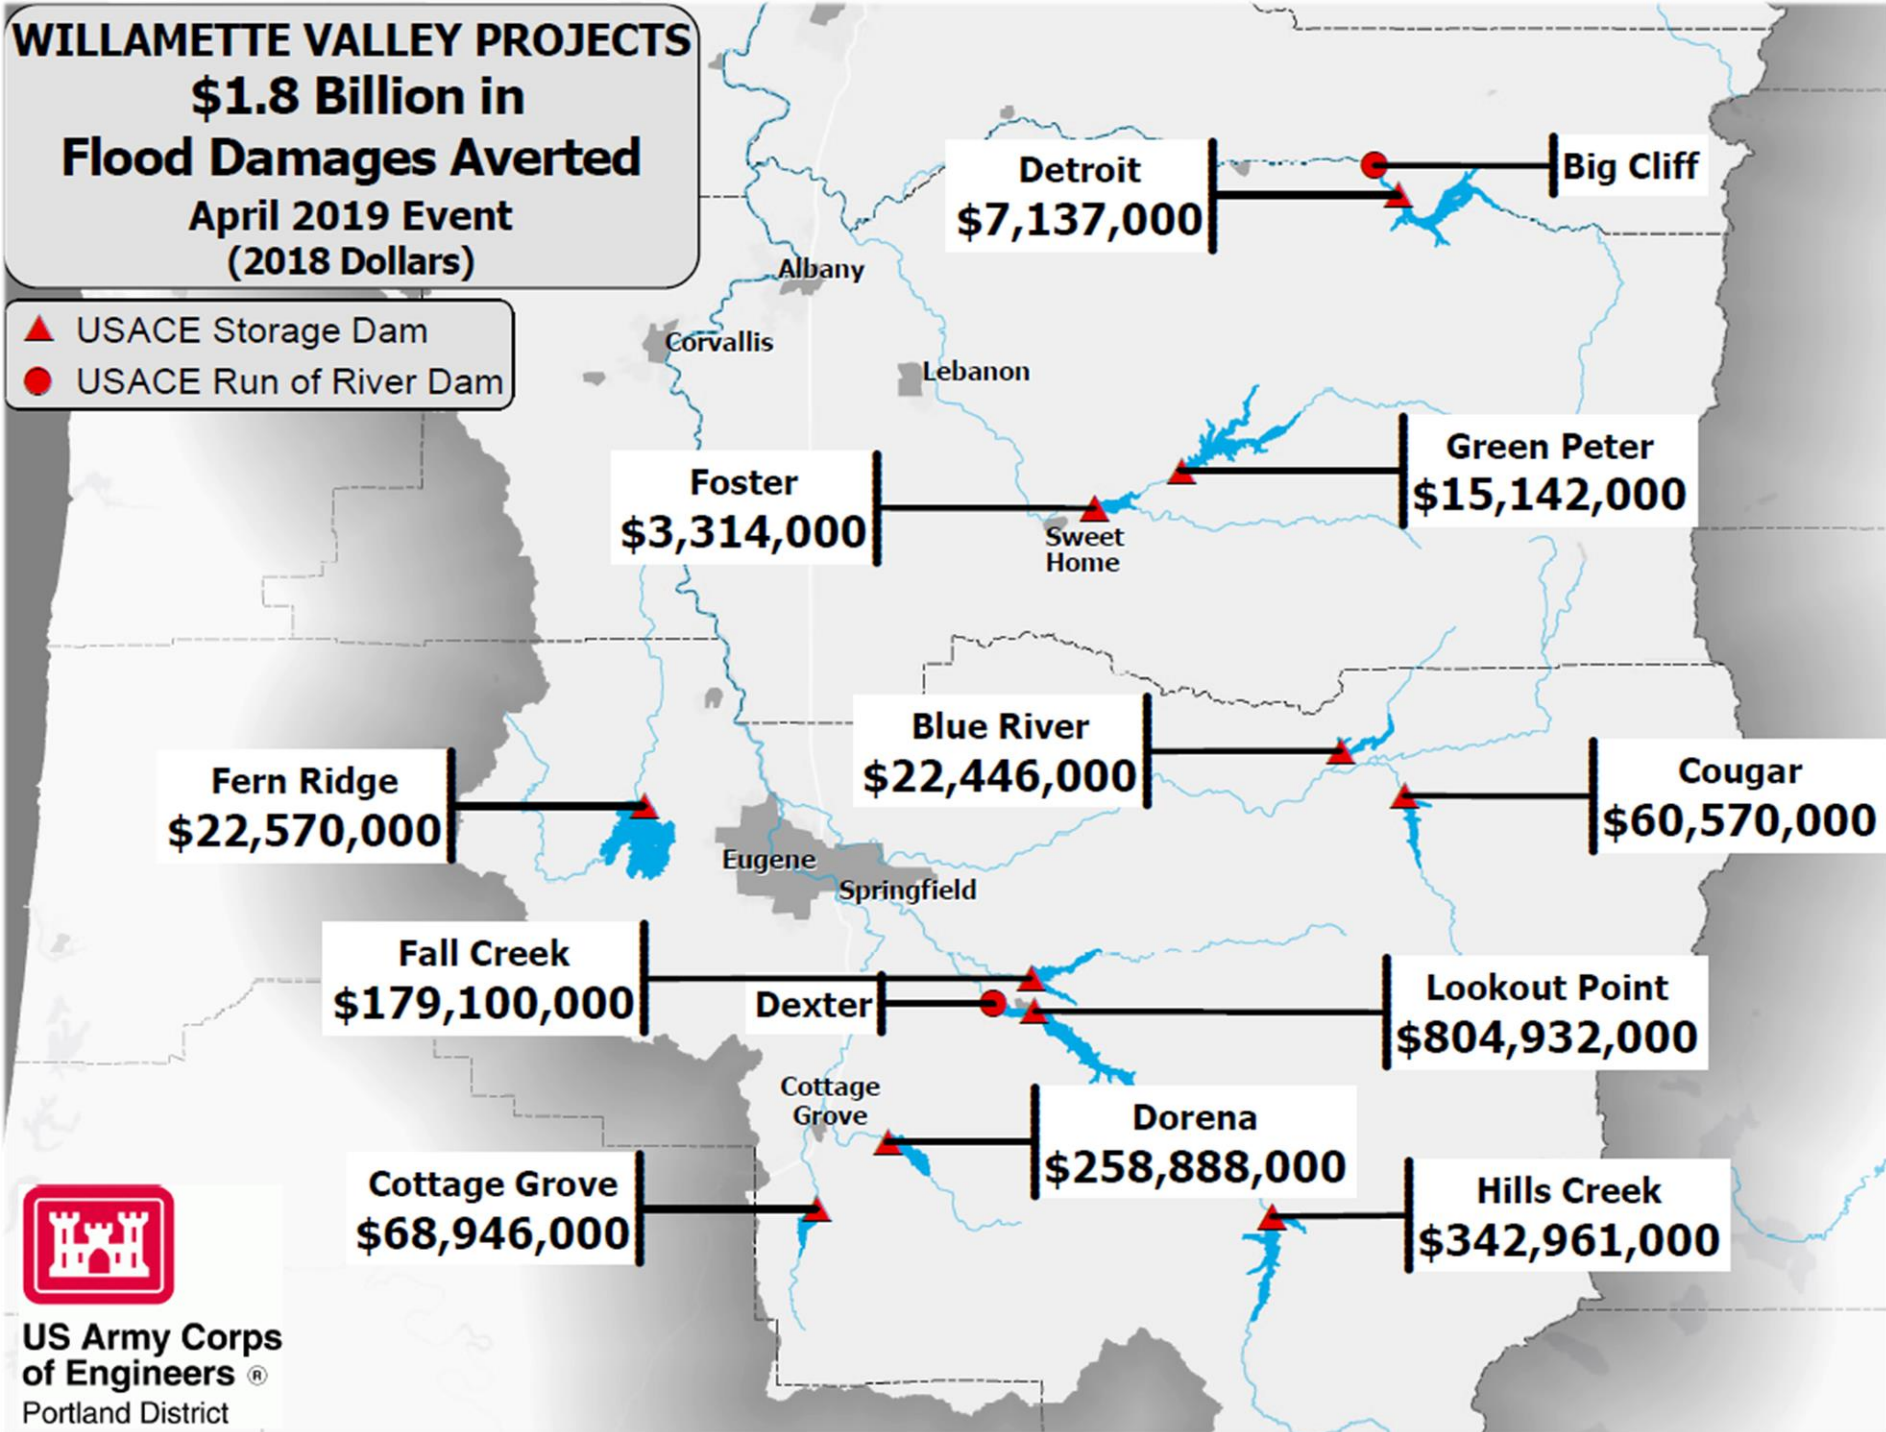 WILLAMETTE VALLEY PROJECTS
$1.8 Billion in
Flood Damages Averted
April 2019 Event
(2018 Dollars)
USACE Storage Dam
USACE Run of River Dam
Detroit
$7,137,000
Big Cliff
Albany
Corvallis
Lebanon
Green Peter
$15,142,000
Foster
$3,314,000
Sweet
Home
Blue River
$22,446,000
Cougar
$60,570,000
Fern Ridge
$22,570,000
Eugene
Springfield
Fall Creek
$179,100,000
Dexter
Lookout Point
$804,932,000
Cottage
Grove
Dorena
$258,888,000
Cottage Grove
$68,946,000
Hills Creek
$342,961,000
US Army Corps
of Engineers ®
Portland District